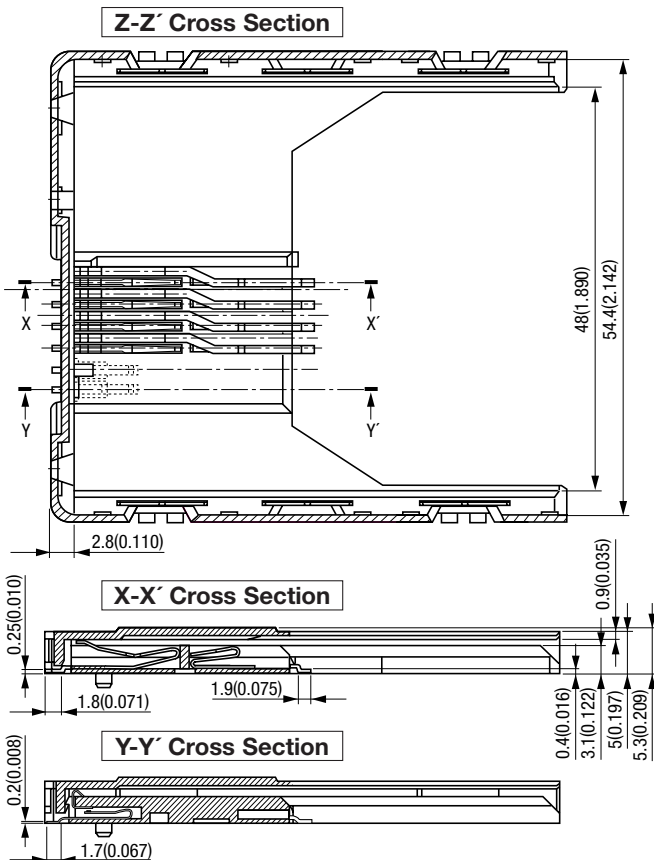 Z-Z´ Cross Section
48(1.890)
54.4(2.142)
X
X´
Y
Y´
2.8(0.110)
X-X´ Cross Section
0.25(0.010)
0.9(0.035)
1.8(0.071)
1.9(0.075)
0.4(0.016)
3.1(0.122)
5(0.197)
5.3(0.209)
Y-Y´ Cross Section
0.2(0.008)
1.7(0.067)